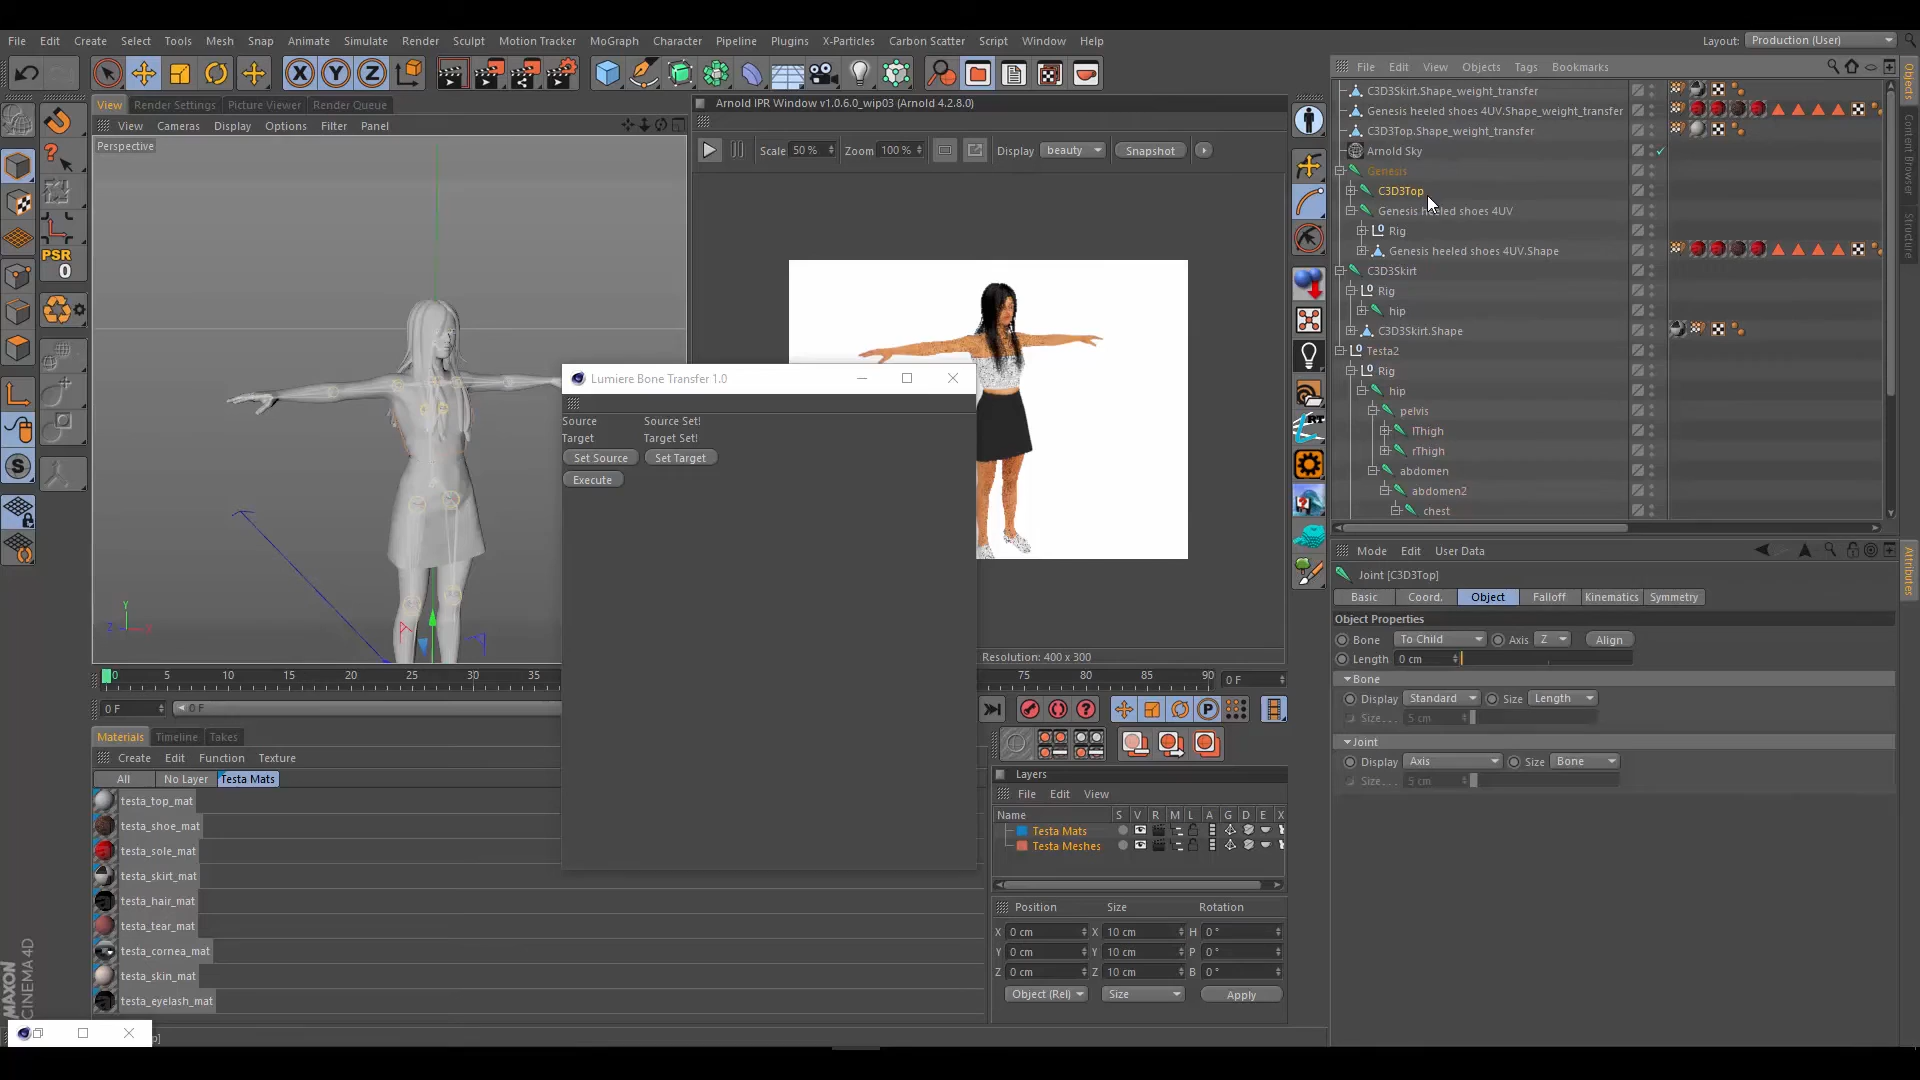 File Edit Create Select Tools Mesh Snap Animate Simulate Render Sculpt Motion Tracker MoGraph Character Pipeline Plugins X-Particles Carbon Scatter Script Window Help Layout: Production (User)
X Y Z
File Edit View Objects Tags Bookmarks
View Render Settings Picture Viewer Render Queue
Arnold IPR Window v1.0.6.0_wip03 (Arnold 4.2.8.0)
View Cameras Display Options Filter Panel
Perspective
Scale 50 % Zoom 100 % Display beauty Snapshot
C3D3Skirt.Shape_weight_transfer
Genesis heeled shoes 4UV.Shape_weight_transfer
C3D3Top.Shape_weight_transfer
Arnold Sky
Genesis
C3D3Top
Genesis heeled shoes 4UV
Rig
Genesis heeled shoes 4UV.Shape
C3D3Skirt
Rig
hip
C3D3Skirt.Shape
Testa2
Rig
hip
pelvis
lThigh
rThigh
abdomen
abdomen2
chest
Objects
Content Browser
Structure
PSR
0
Lumiere Bone Transfer 1.0
Source Source Set!
Target Target Set!
Set Source Set Target
Execute
Y
Z
Resolution: 400 x 300
Mode Edit User Data
Attributes
Joint [C3D3Top]
Basic Coord. Object Falloff Kinematics Symmetry
Object Properties
Bone To Child Axis Z Align
Length 0 cm
Bone
Display Standard Size Length
Size... 5 cm
Joint
Display Axis Size Bone
Size... 5 cm
0 5 10 15 20 25 30 35 75 80 85 90 0 F
0 F 0 F
P
Materials Timeline Takes
Create Edit Function Texture
All No Layer Testa Mats
testa_top_mat
testa_shoe_mat
testa_sole_mat
testa_skirt_mat
testa_hair_mat
testa_tear_mat
testa_cornea_mat
testa_skin_mat
testa_eyelash_mat
Layers
File Edit View
Name S V R M L A G D E X
Testa Mats
Testa Meshes
Position Size Rotation
X 0 cm X 10 cm H 0 °
Y 0 cm Y 10 cm P 0 °
Z 0 cm Z 10 cm B 0 °
Object (Rel) Size Apply
MAXON
CINEMA 4D